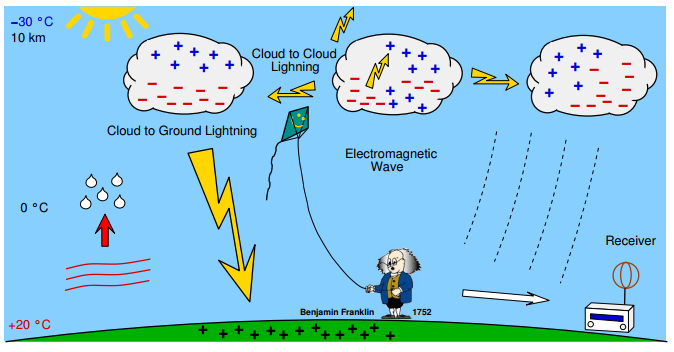 −30 °C
10 km
Cloud to Cloud
Lighning
Cloud to Ground Lightning
Electromagnetic
Wave
0 °C
Receiver
Benjamin Franklin
1752
+20 °C